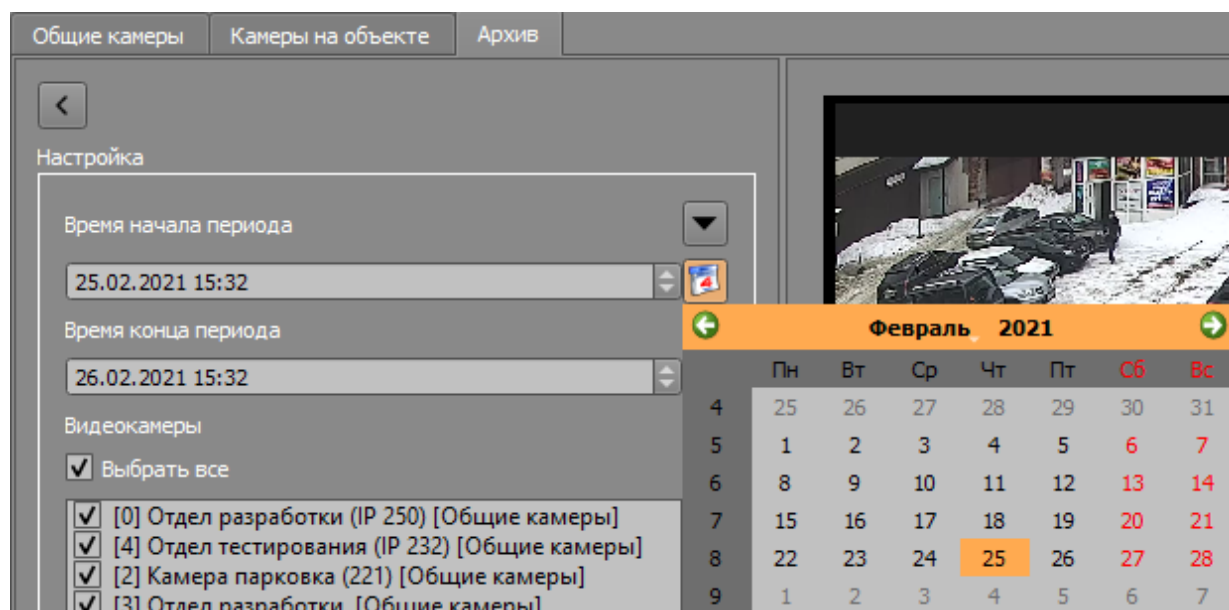 Общие камеры Камеры на объекте Архив
Настройка
Время начала периода
25.02.2021 15:32
Время конца периода
26.02.2021 15:32
Видеокамеры
Выбрать все
[0] Отдел разработки (IP 250) [Общие камеры]
[4] Отдел тестирования (IP 232) [Общие камеры]
[2] Камера парковка (221) [Общие камеры]
[3] Отдел разработки [Общие камеры]
Февраль 2021
Пн Вт Ср Чт Пт Сб Вс
4 25 26 27 28 29 30 31
5 1 2 3 4 5 6 7
6 8 9 10 11 12 13 14
7 15 16 17 18 19 20 21
8 22 23 24 25 26 27 28
9 1 2 3 4 5 6 7